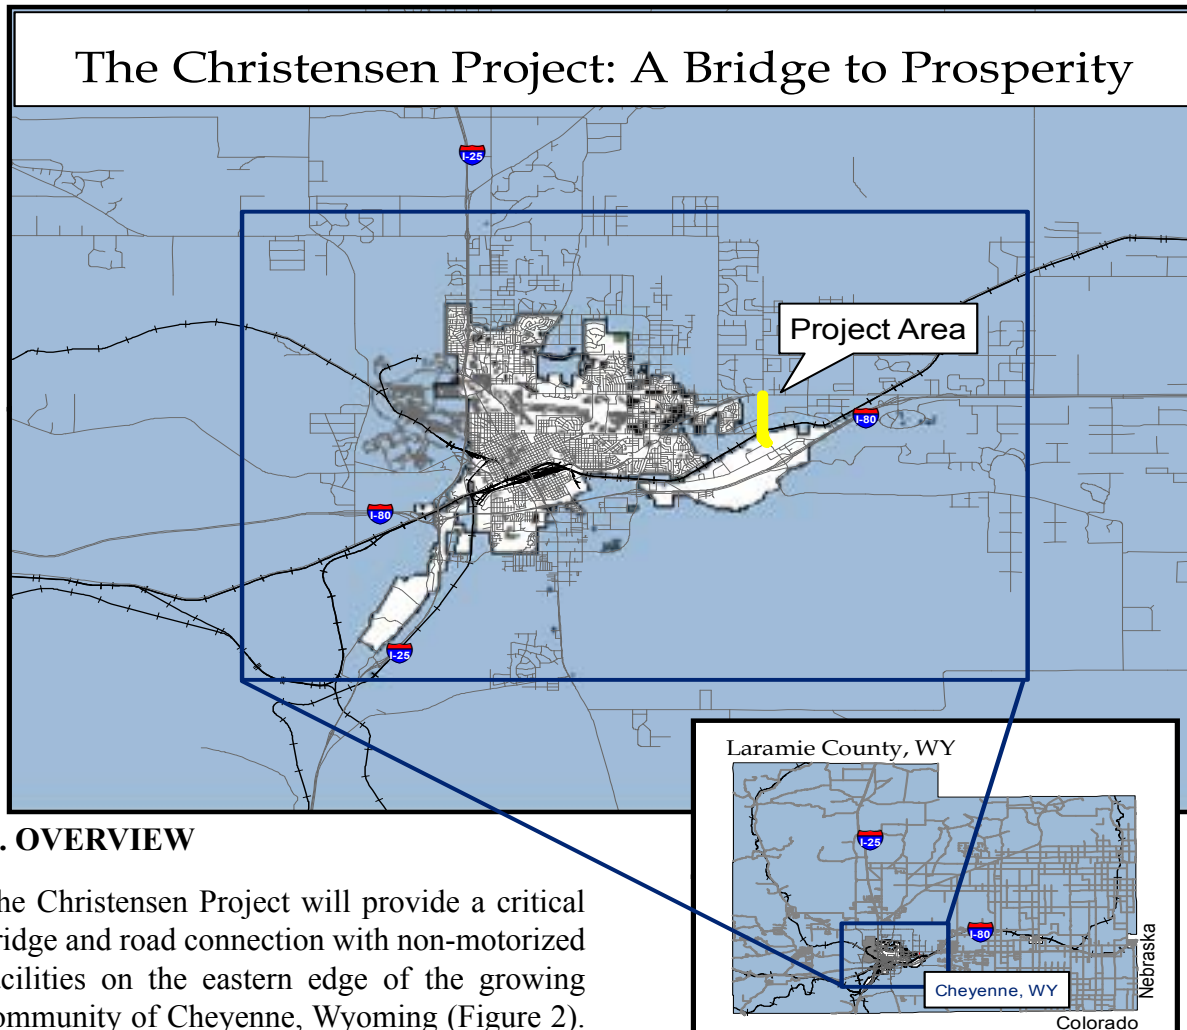 The Christensen Project: A Bridge to Prosperity
I-25
Project Area
I-80
I-80
I-25
Laramie County, WY
I-25
I-80
Nebraska
Cheyenne, WY
Colorado
. OVERVIEW
he Christensen Project will provide a critical
ridge and road connection with non-motorized
acilities on the eastern edge of the growing
ommunity of Cheyenne, Wyoming (Figure 2).